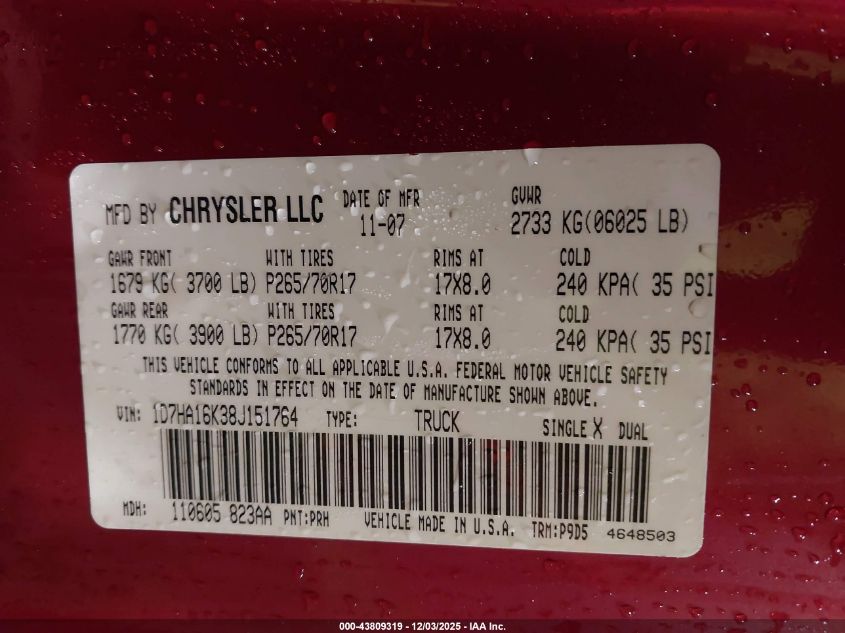 MFD BY CHRYSLER LLC DATE OF MFR 11-07 GVWR 2733 KG(06025 LB)
GAWR FRONT WITH TIRES RIMS AT COLD
1679 KG( 3700 LB) P265/70R17 17X8.0 240 KPA( 35 PSI
GAWR REAR WITH TIRES RIMS AT COLD
1770 KG( 3900 LB) P265/70R17 17X8.0 240 KPA( 35 PSI
THIS VEHICLE CONFORMS TO ALL APPLICABLE U.S.A. FEDERAL MOTOR VEHICLE SAFETY
STANDARDS IN EFFECT ON THE DATE OF MANUFACTURE SHOWN ABOVE.
VIN: 1D7HA16K38J151764 TYPE: TRUCK SINGLE X DUAL
MDH: 110605 823AA PNT:PRH VEHICLE MADE IN U.S.A. TRM:P9D5 4648503
000-43809319 - 12/03/2025 - IAA Inc.